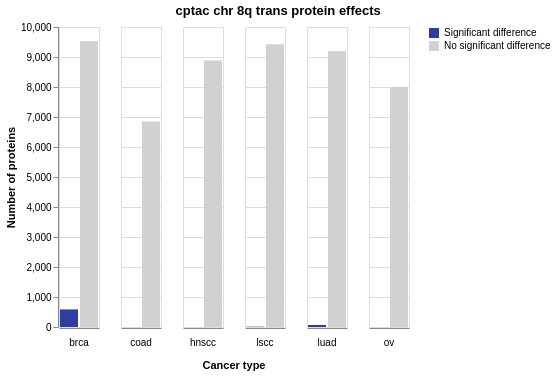 cptac chr 8q trans protein effects
Significant difference
No significant difference
10,000
9,000
8,000
7,000
6,000
5,000
4,000
3,000
2,000
1,000
0
Number of proteins
brca coad hnscc lscc luad ov
Cancer type